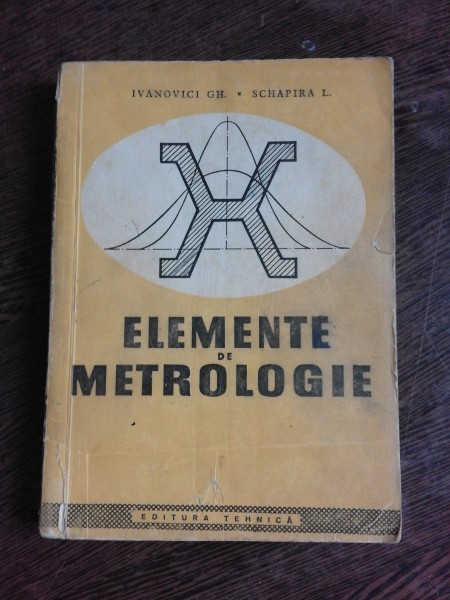 IVANOVICI GH. • SCHAPIRA L.
ELEMENTE
DE
METROLOGIE
EDITURA TEHNICĂ